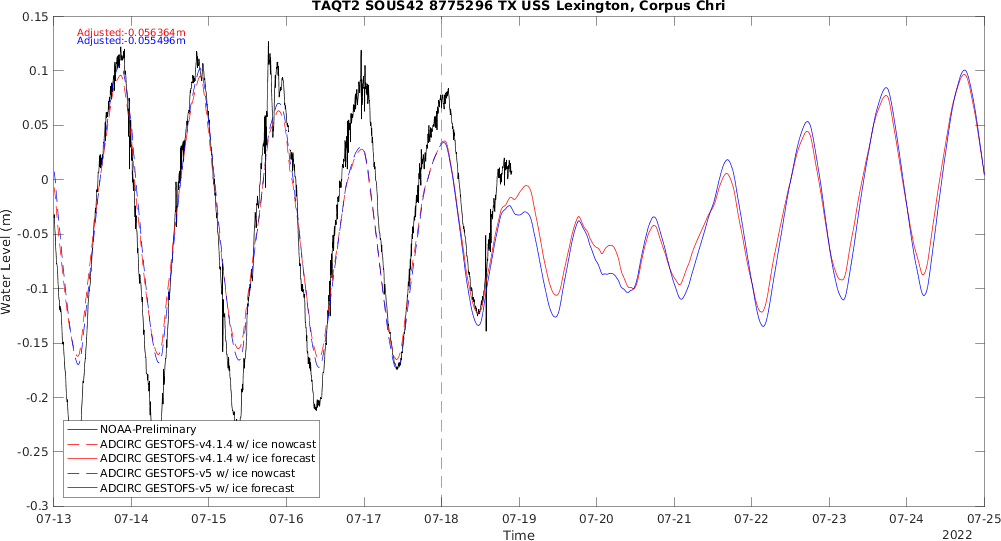 TAQT2 SOUS42 8775296 TX USS Lexington, Corpus Chri
Adjusted:-0.056364m
Adjusted:-0.055496m
0.15
0.1
0.05
0
-0.05
-0.1
-0.15
-0.2
-0.25
-0.3
Water Level (m)
NOAA-Preliminary
ADCIRC GESTOFS-v4.1.4 w/ ice nowcast
ADCIRC GESTOFS-v4.1.4 w/ ice forecast
ADCIRC GESTOFS-v5 w/ ice nowcast
ADCIRC GESTOFS-v5 w/ ice forecast
07-13 07-14 07-15 07-16 07-17 07-18 07-19 07-20 07-21 07-22 07-23 07-24 07-25
Time
2022